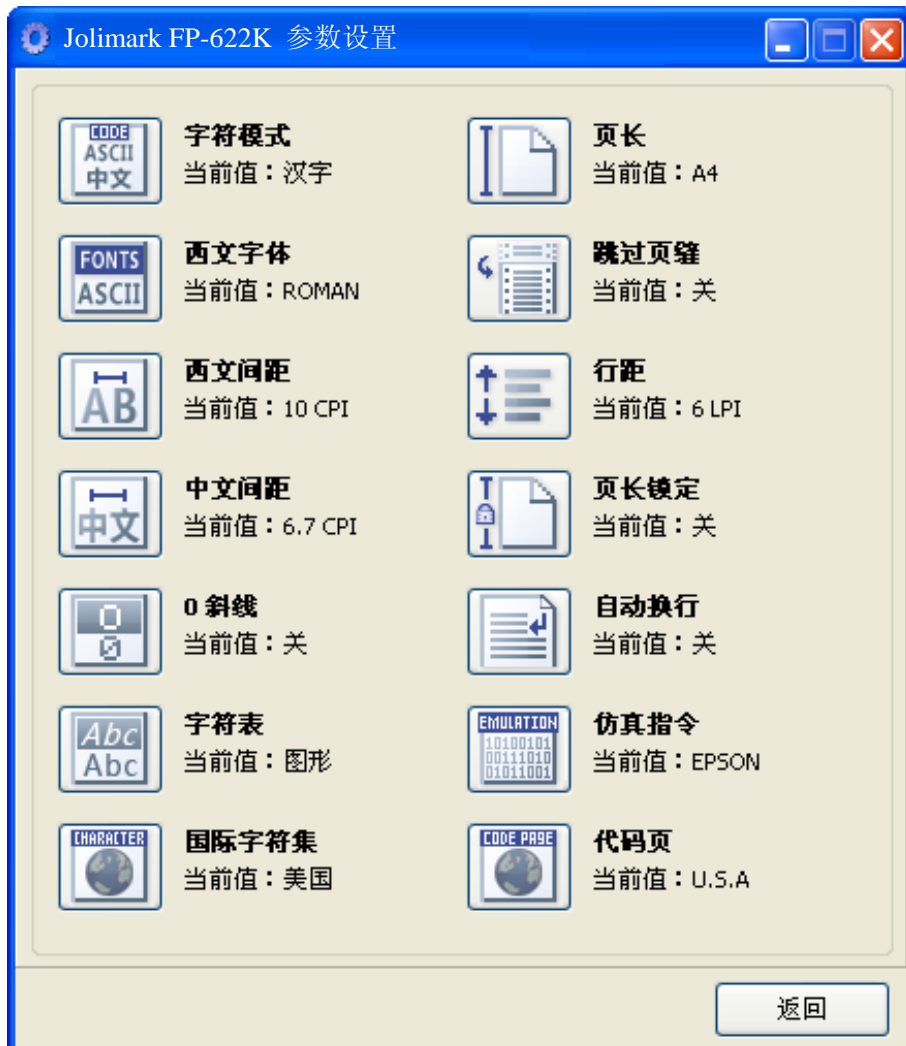 Jolimark FP-622K 参数设置
CODE
ASCII
中文
字符模式
当前值：汉字
页长
当前值：A4
FONTS
ASCII
西文字体
当前值：ROMAN
跳过页缝
当前值：关
AB
西文间距
当前值：10 CPI
行距
当前值：6 LPI
中文
中文间距
当前值：6.7 CPI
页长锁定
当前值：关
0
0
0 斜线
当前值：关
自动换行
当前值：关
Abc
Abc
字符表
当前值：图形
EMULATION
10100101
00111010
01011001
仿真指令
当前值：EPSON
CHARACTER
国际字符集
当前值：美国
CODE PAGE
代码页
当前值：U.S.A
返回